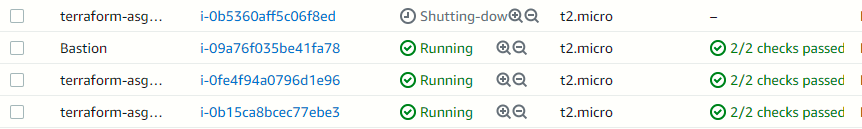 terraform-asg... i-0b5360aff5c06f8ed Shutting-dow t2.micro –
Bastion i-09a76f035be41fa78 Running t2.micro 2/2 checks passed
terraform-asg... i-0fe4f94a0796d1e96 Running t2.micro 2/2 checks passed
terraform-asg... i-0b15ca8bcec77ebe3 Running t2.micro 2/2 checks passed